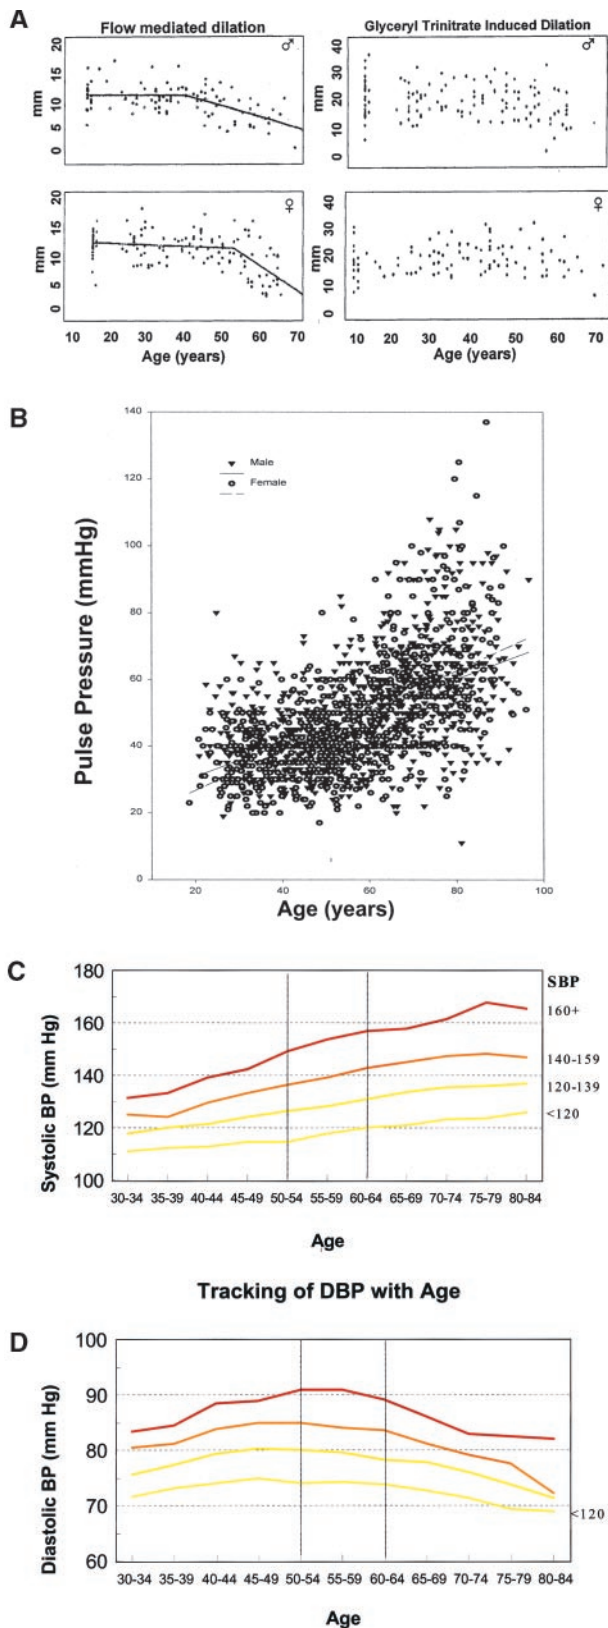 A
Flow mediated dilation
Glyceryl Trinitrate Induced Dilation
♂
♂
mm
20
15
10
5
0
mm
40
30
20
10
0
♀
♀
mm
20
15
10
5
0
mm
40
30
20
10
0
10 20 30 40 50 60 70
Age (years)
10 20 30 40 50 60 70
Age (years)
B
Pulse Pressure (mmHg)
140
120
100
80
60
40
20
0
Male
Female
20 40 60 80 100
Age (years)
C
Systolic BP (mm Hg)
180
160
140
120
100
SBP
160+
140-159
120-139
<120
30-34 35-39 40-44 45-49 50-54 55-59 60-64 65-69 70-74 75-79 80-84
Age
Tracking of DBP with Age
D
Diastolic BP (mm Hg)
100
90
80
70
60
<120
30-34 35-39 40-44 45-49 50-54 55-59 60-64 65-69 70-74 75-79 80-84
Age